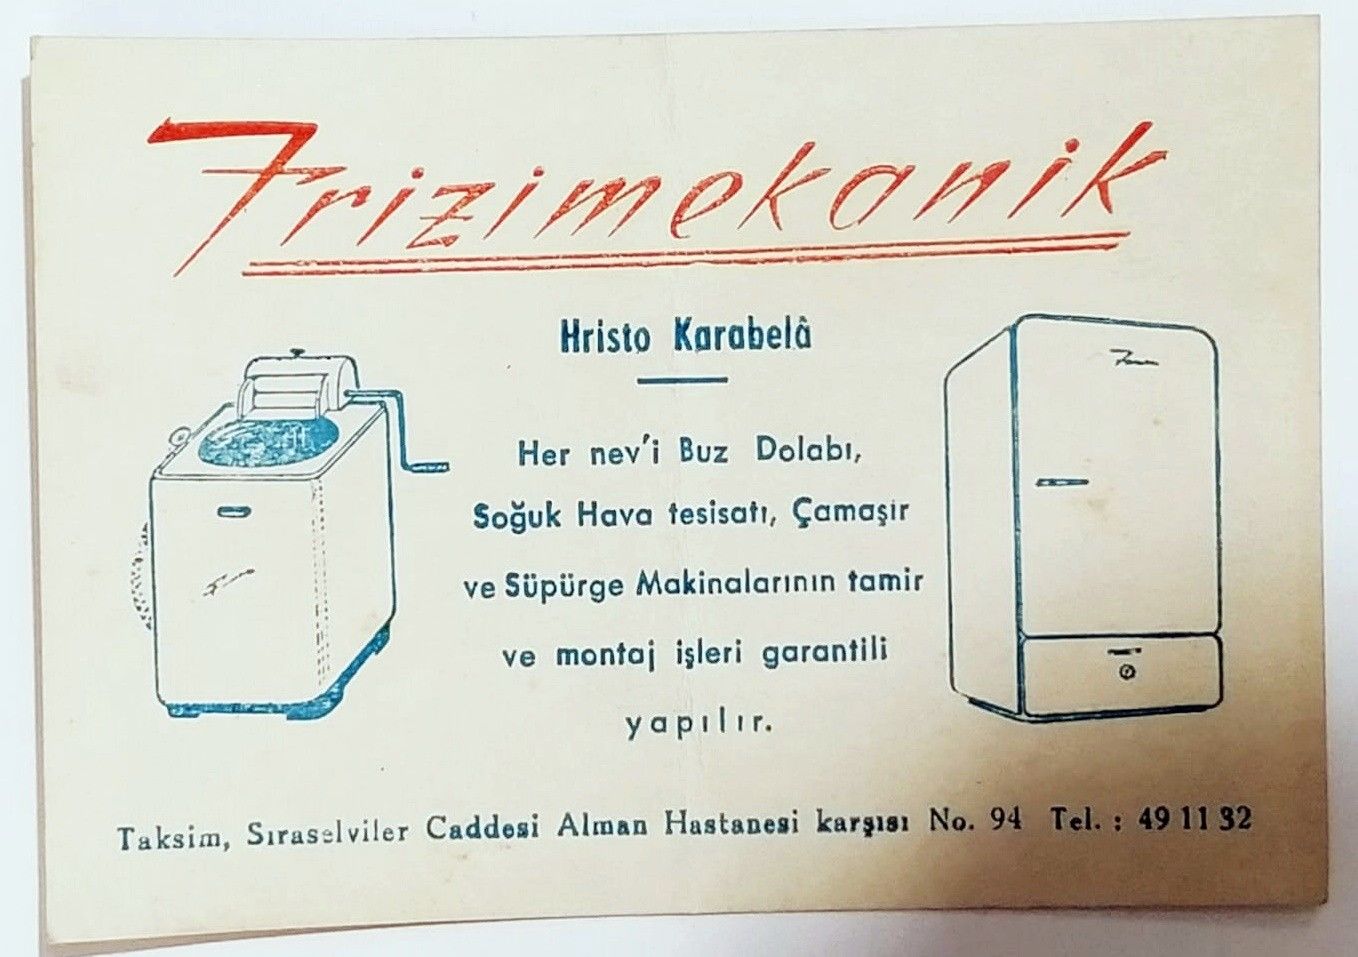 Frizimekanik
Hristo Karabelâ
Her nev'i Buz Dolabı,
Soğuk Hava tesisatı, Çamaşır
ve Süpürge Makinalarının tamir
ve montaj işleri garantili
yapılır.
Taksim, Sıraselviler Caddesi Alman Hastanesi karşısı No. 94 Tel. : 49 11 32